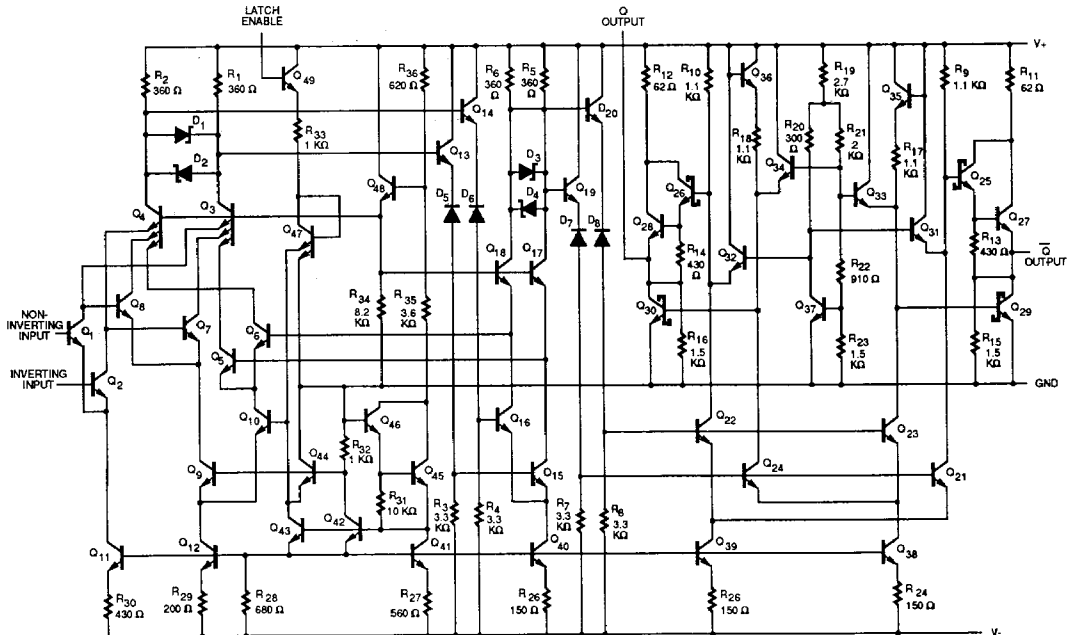 LATCH
ENABLE
Q
OUTPUT
V+
R2
360 Ω
R1
360 Ω
Q49
R36
620 Ω
Q14
R6
360
Ω
R5
360
Ω
D20
R12
62Ω
R10
1.1
KΩ
Q36
R19
2.7
KΩ
Q35
R9
1.1 KΩ
R11
62 Ω
D1
D2
R33
1 KΩ
Q13
D3
D4
Q19
R18
1.1
KΩ
Q34
R20
300
Ω
R21
2
KΩ
R17
1.1
KΩ
Q25
Q4
Q3
Q47
Q48
D5
D6
D7
D8
Q26
Q33
Q27
Q28
R14
430
Ω
Q32
Q31
R13
430 Ω
Q
OUTPUT
Q18
Q17
R22
910 Ω
Q8
Q7
Q6
Q5
R34
8.2
KΩ
R35
3.6
KΩ
Q30
Q37
Q29
NON-
INVERTING
INPUT
Q1
R16
1.5
KΩ
R23
1.5
KΩ
R15
1.5
KΩ
INVERTING
INPUT
Q2
GND
Q10
Q46
Q16
Q22
Q23
R32
1 KΩ
Q9
Q44
Q45
Q15
Q24
Q21
R31
10 KΩ
R3
3.3
KΩ
R4
3.3
KΩ
R7
3.3
KΩ
R8
3.3
KΩ
Q43
Q42
Q11
Q12
Q41
Q40
Q39
Q38
R30
430 Ω
R29
200 Ω
R28
680 Ω
R27
560 Ω
R26
150 Ω
R26
150 Ω
R24
150 Ω
V-